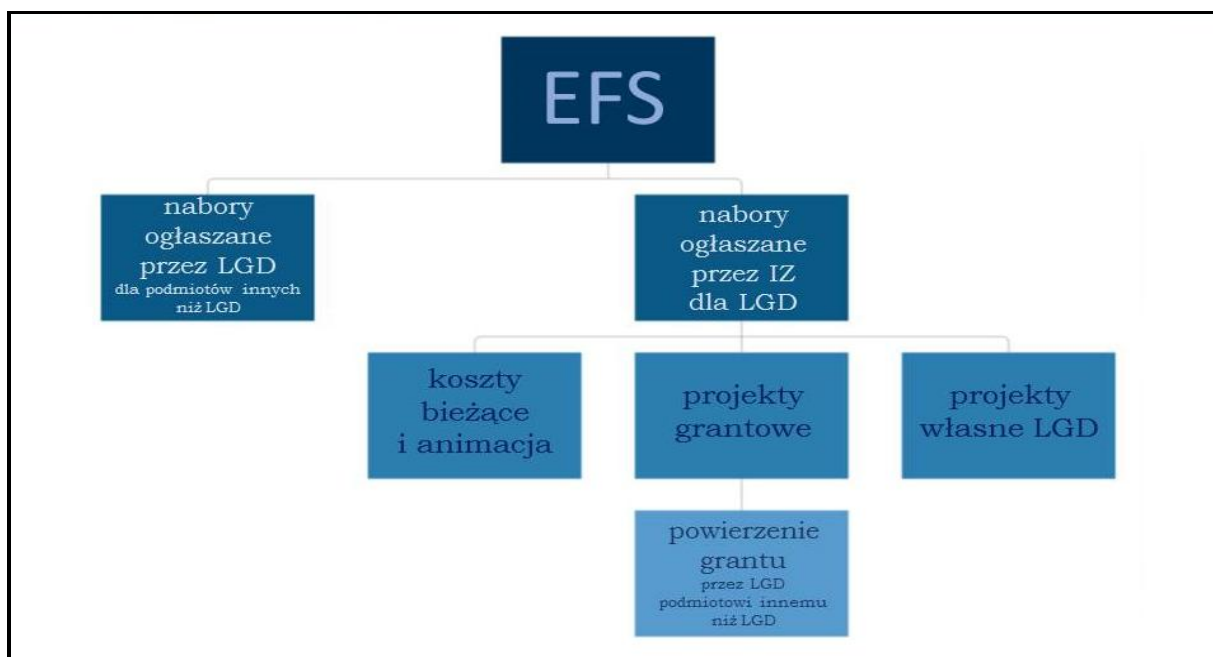 EFS
nabory
ogłaszane
przez LGD
dla podmiotów innych
niż LGD
nabory
ogłaszane
przez IZ
dla LGD
koszty
bieżące
i animacja
projekty
grantowe
projekty
własne LGD
powierzenie
grantu
przez LGD
podmiotowi innemu
niż LGD